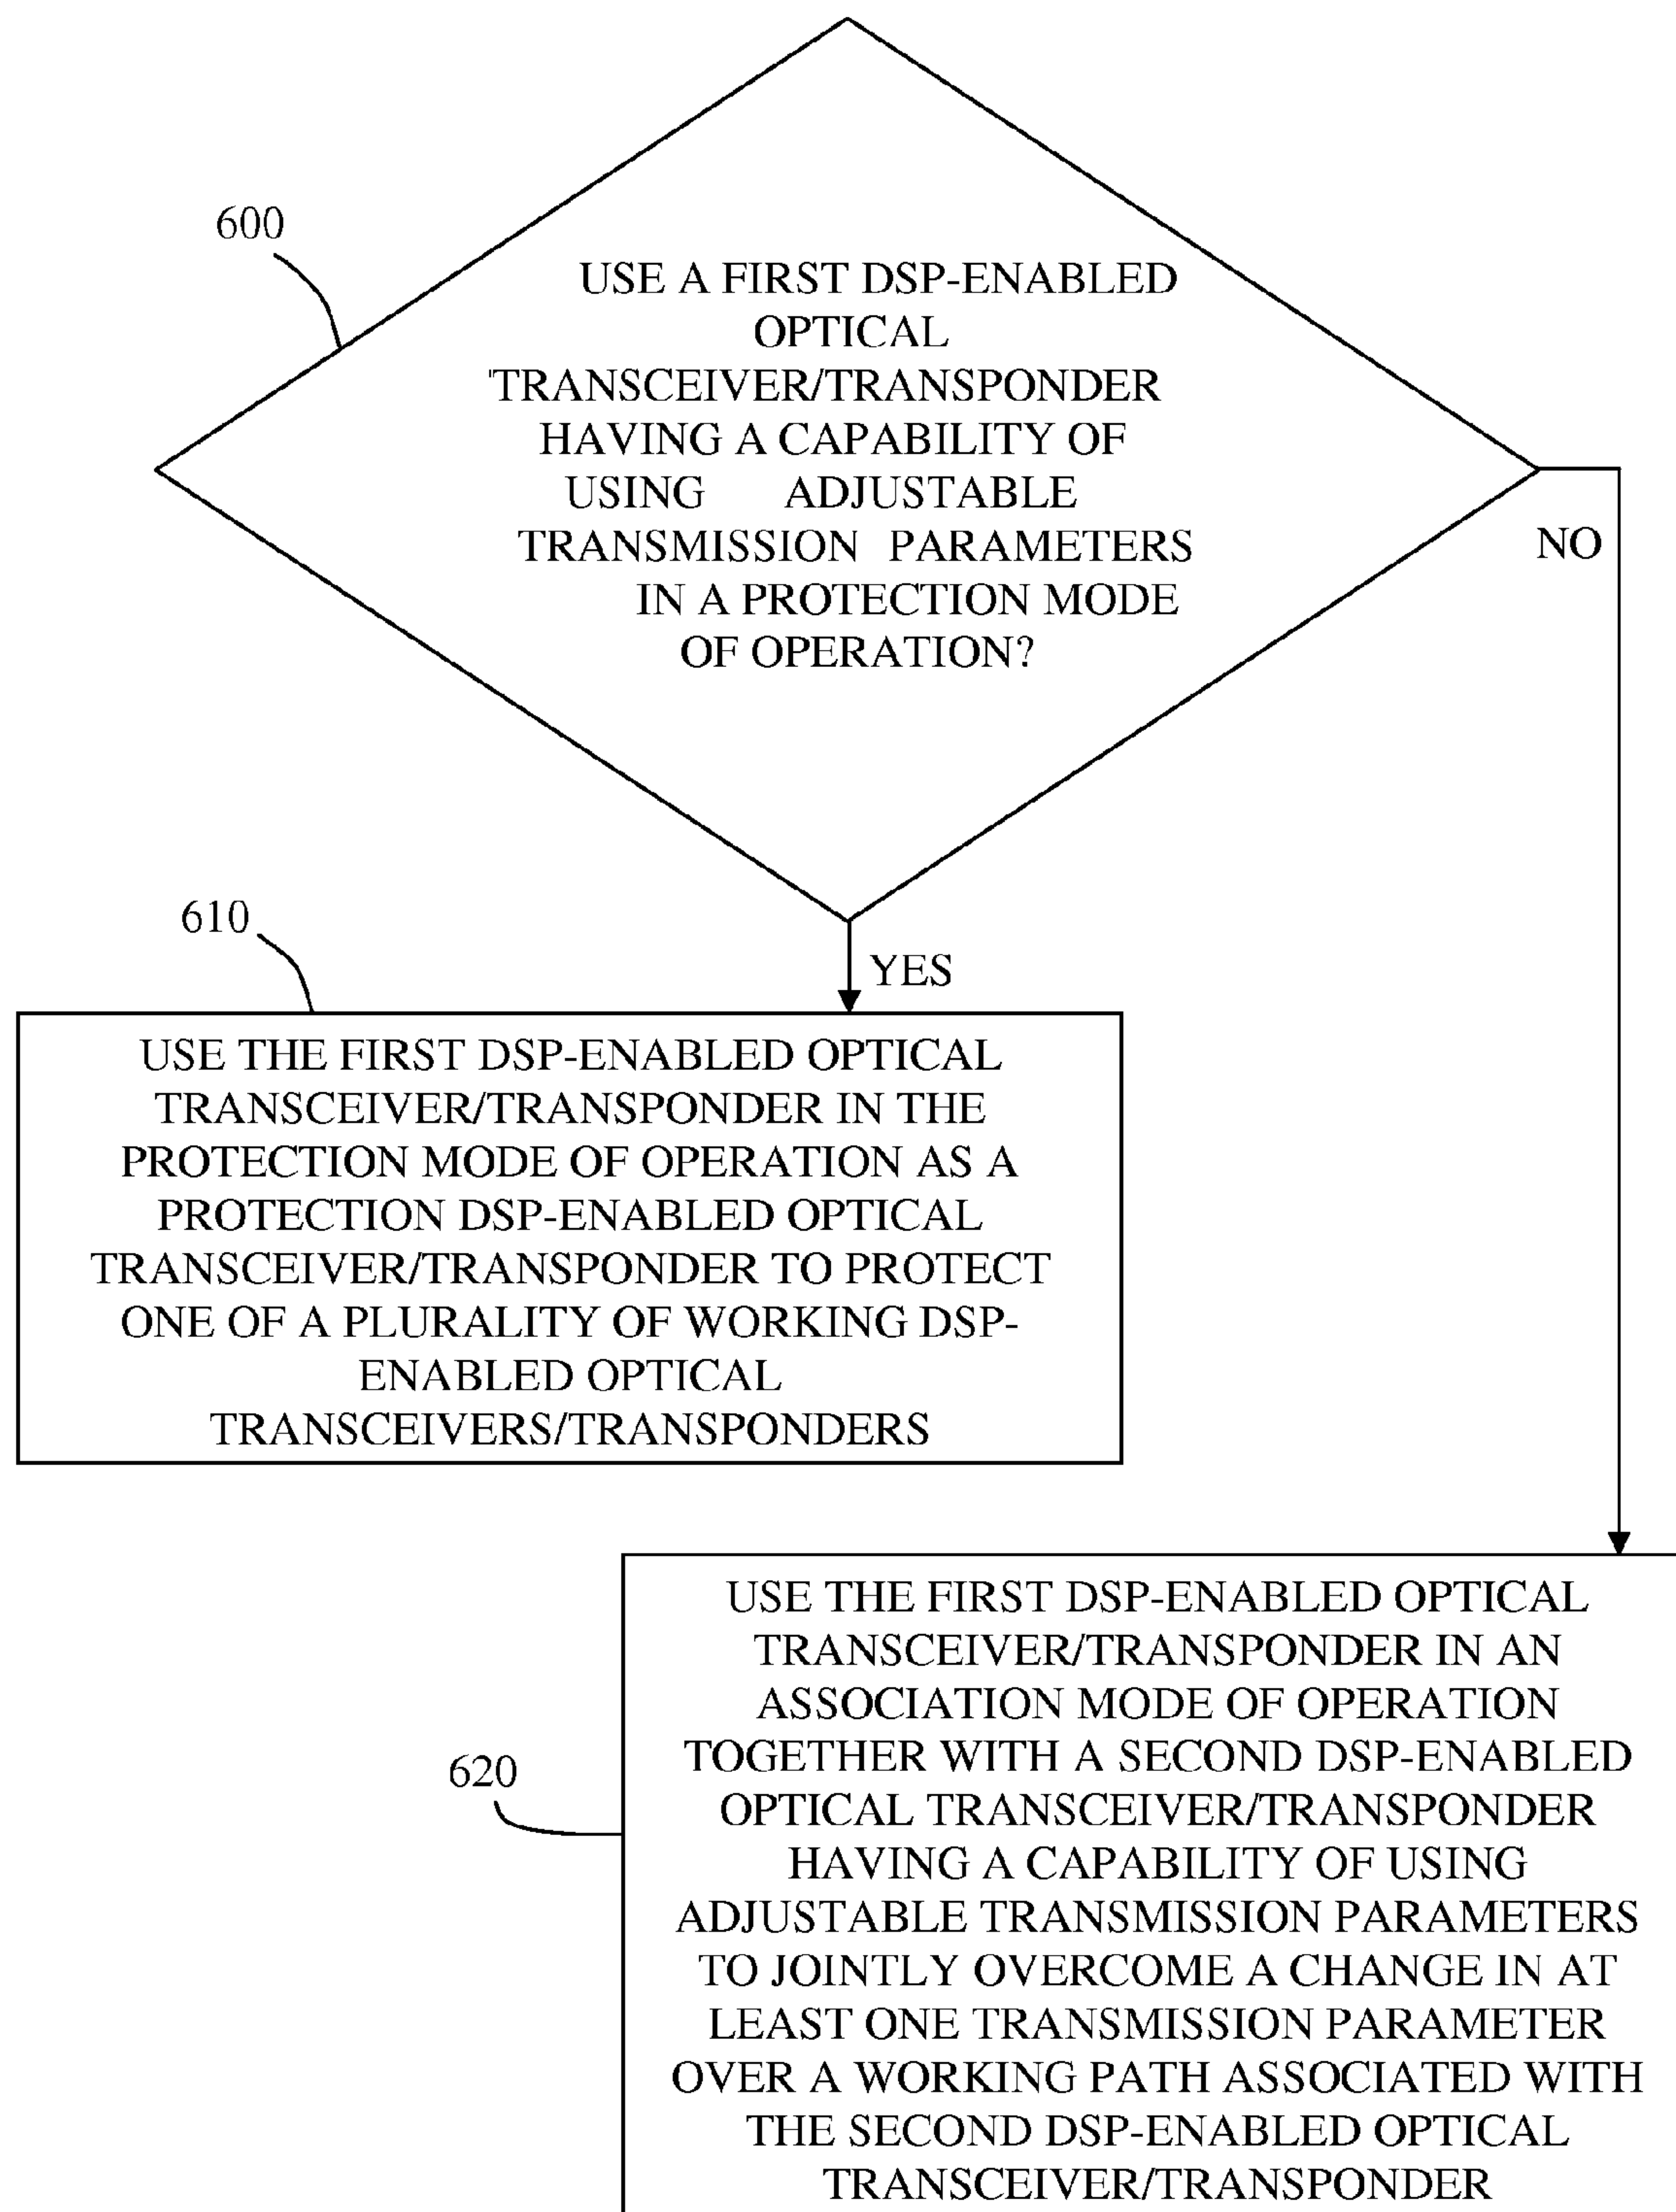 600
USE A FIRST DSP-ENABLED
OPTICAL
'TRANSCEIVER/TRANSPONDER
HAVING A CAPABILITY OF
USING ADJUSTABLE
TRANSMISSION PARAMETERS
IN A PROTECTION MODE
OF OPERATION?
NO
610
YES
USE THE FIRST DSP-ENABLED OPTICAL
TRANSCEIVER/TRANSPONDER IN THE
PROTECTION MODE OF OPERATION AS A
PROTECTION DSP-ENABLED OPTICAL
TRANSCEIVER/TRANSPONDER TO PROTECT
ONE OF A PLURALITY OF WORKING DSP-
ENABLED OPTICAL
TRANSCEIVERS/TRANSPONDERS
620
USE THE FIRST DSP-ENABLED OPTICAL
TRANSCEIVER/TRANSPONDER IN AN
ASSOCIATION MODE OF OPERATION
TOGETHER WITH A SECOND DSP-ENABLED
OPTICAL TRANSCEIVER/TRANSPONDER
HAVING A CAPABILITY OF USING
ADJUSTABLE TRANSMISSION PARAMETERS
TO JOINTLY OVERCOME A CHANGE IN AT
LEAST ONE TRANSMISSION PARAMETER
OVER A WORKING PATH ASSOCIATED WITH
THE SECOND DSP-ENABLED OPTICAL
TRANSCEIVER/TRANSPONDER